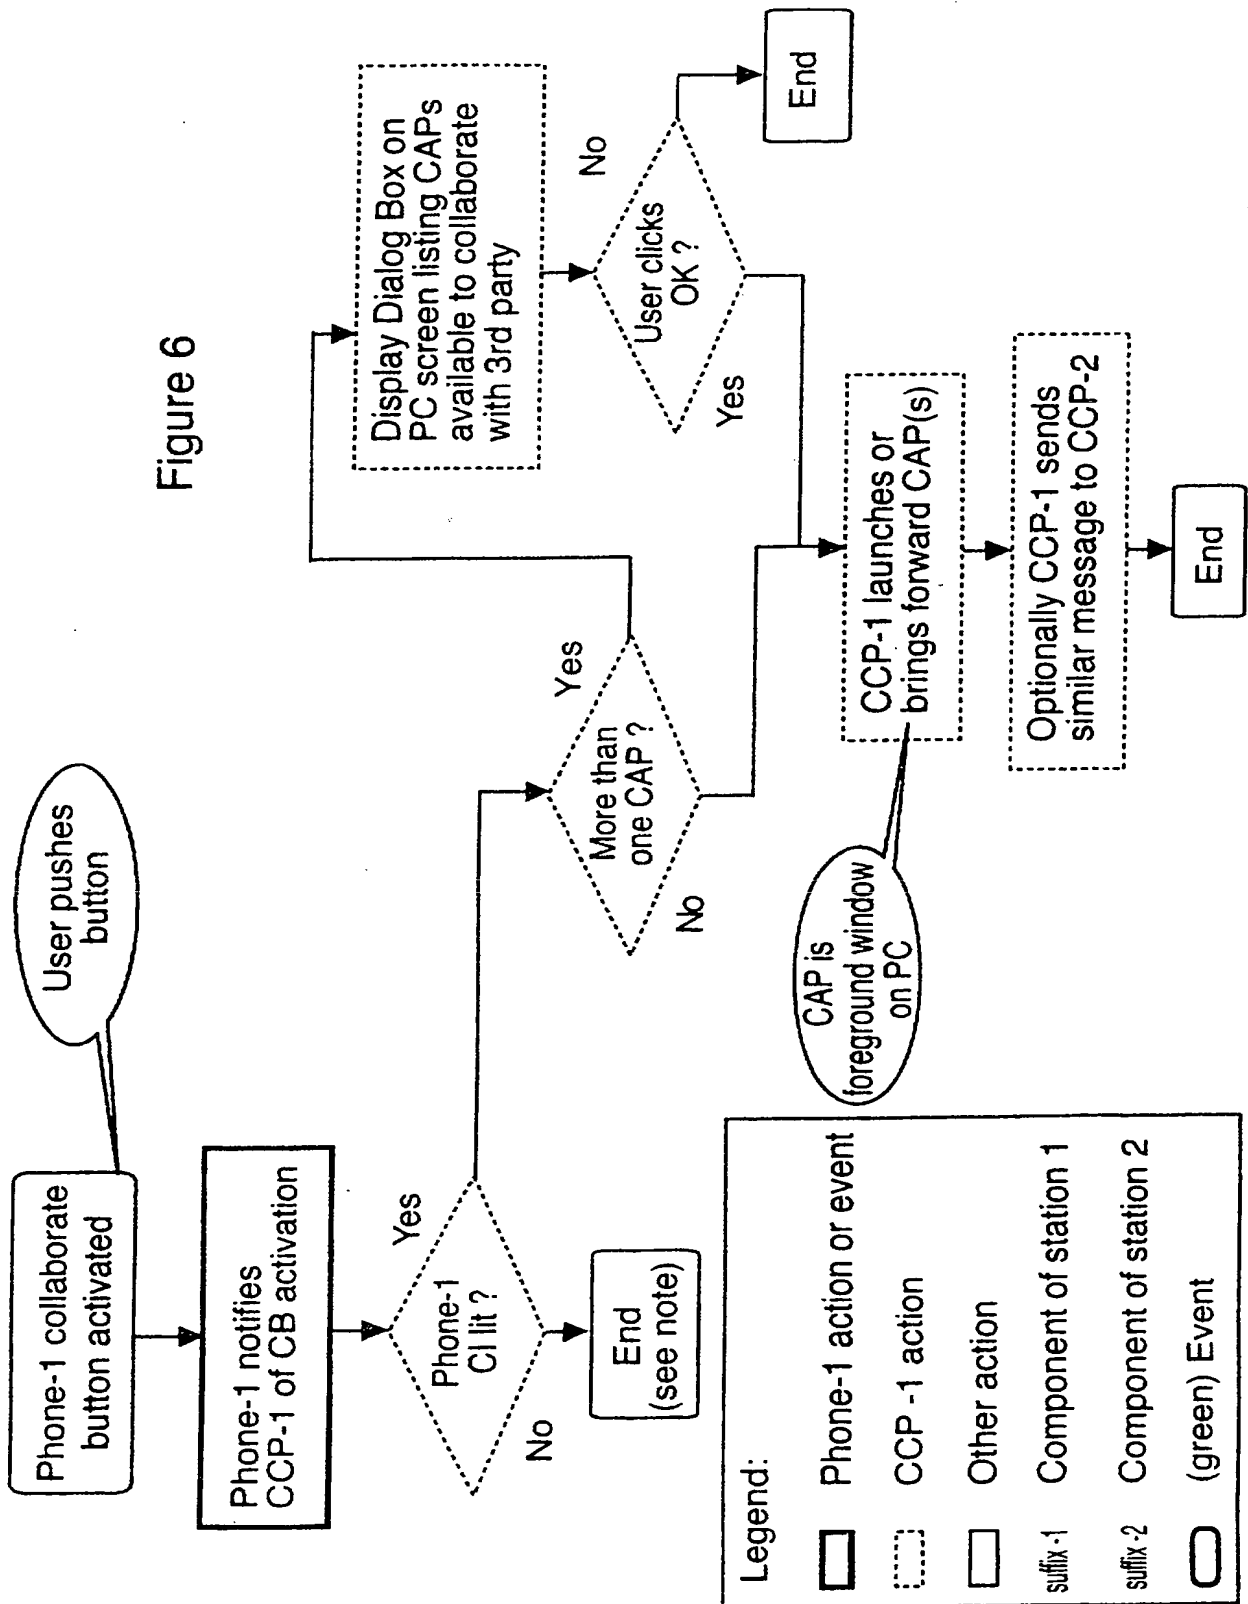 Figure 6
User pushes
button
Phone-1 collaborate
button activated
Phone-1 notifies
CCP-1 of CB activation
Phone-1
CI lit ?
Yes
No
End
(see note)
More than
one CAP ?
Yes
No
Display Dialog Box on
PC screen listing CAPs
available to collaborate
with 3rd party
User clicks
OK ?
No
Yes
End
CAP is
foreground window
on PC
CCP-1 launches or
brings forward CAP(s)
Optionally CCP-1 sends
similar message to CCP-2
End
Legend:
Phone-1 action or event
CCP -1 action
Other action
suffix -1 Component of station 1
suffix -2 Component of station 2
(green) Event